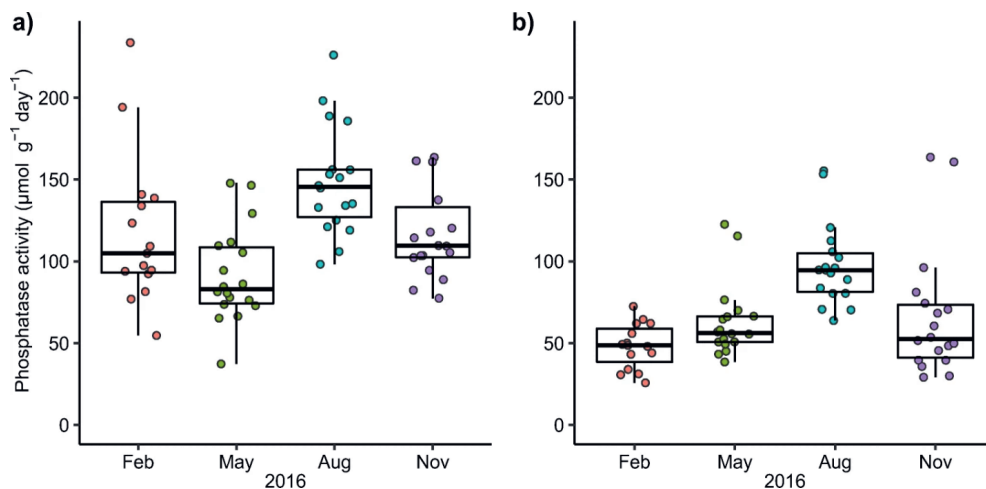 a)
Phosphatase activity (μmol g⁻¹ day⁻¹)
200
150
100
50
0
Feb May Aug Nov
2016
b)
200
150
100
50
0
Feb May Aug Nov
2016